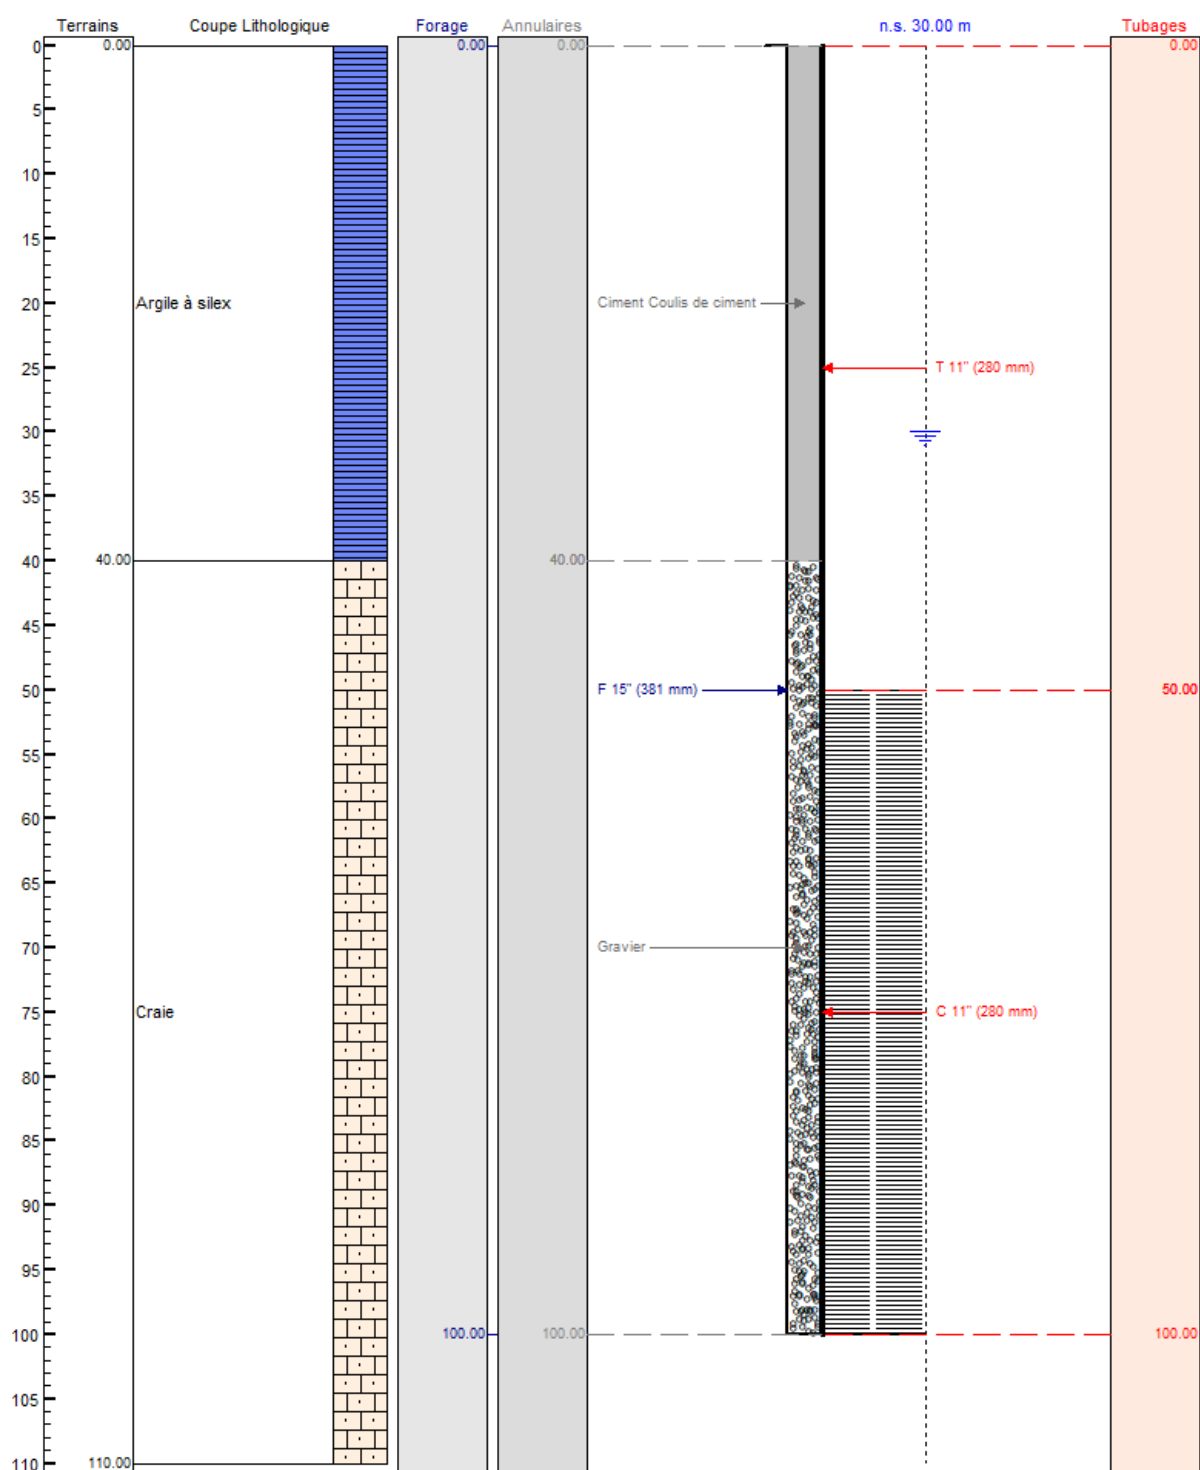 Terrains Coupe Lithologique Forage Annulaires n.s. 30.00 m Tubages
0 0.00 0.00 0.00 0.00
5
10
15
20 Argile à silex Ciment Coulis de ciment
25 T 11" (280 mm)
30
35
40 40.00 40.00
45
50 F 15" (381 mm) 50.00
55
60
65
70 Gravier
75 Craie C 11" (280 mm)
80
85
90
95
100 100.00 100.00 100.00
105
110 110.00